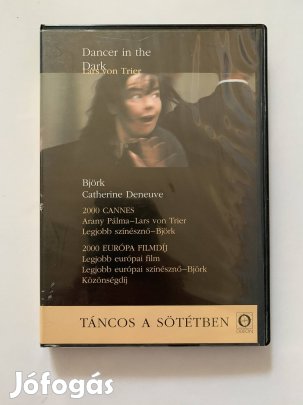 Dancer in the
Dark
Lars von Trier
Björk
Catherine Deneuve
2000 CANNES
Arany Pálma–Lars von Trier
Legjobb színésznő–Björk
2000 EURÓPA FILMDÍJ
Legjobb európai film
Legjobb európai színésznő–Björk
Közönségdíj
TÁNCOS A SÖTÉTBEN
ODEON
Jófogás